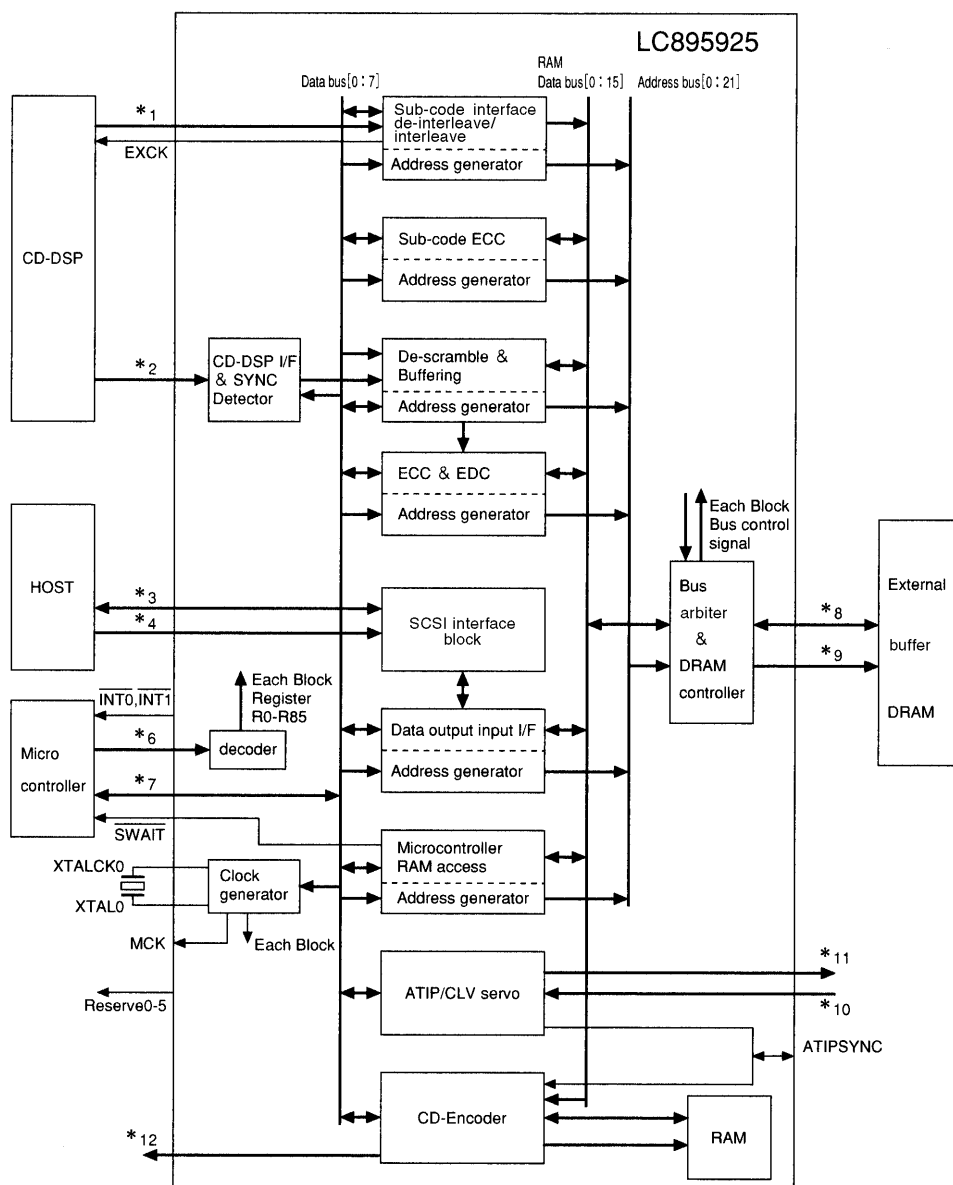 LC895925
RAM
Data bus[0:7]
Data bus[0:15]
Address bus[0:21]
*1
EXCK
CD-DSP
Sub-code interface
de-interleave/
interleave
Address generator
Sub-code ECC
Address generator
*2
CD-DSP I/F
& SYNC
Detector
De-scramble &
Buffering
Address generator
ECC & EDC
Address generator
Each Block
Bus control
signal
HOST
*3
*4
SCSI interface
block
Bus
arbiter
&
DRAM
controller
*8
*9
External
buffer
DRAM
Each Block
Register
R0-R85
INT0,INT1
*6
decoder
Micro
controller
*7
SWAIT
Data output input I/F
Address generator
Microcontroller
RAM access
Address generator
XTALCK0
XTAL0
Clock
generator
MCK
Each Block
Reserve0-5
ATIP/CLV servo
*11
*10
ATIPSYNC
CD-Encoder
RAM
*12